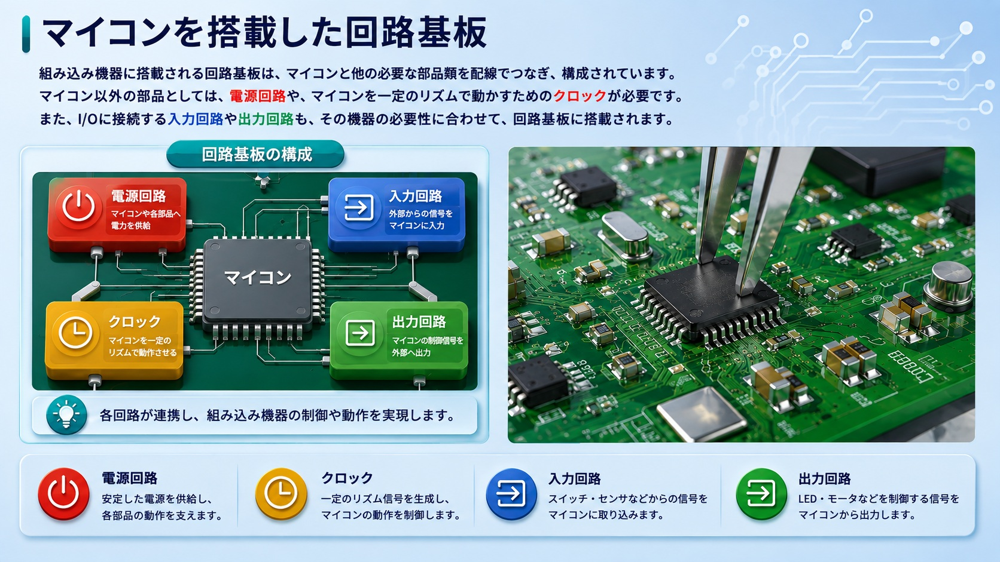 マイコンを搭載した回路基板
組み込み機器に搭載される回路基板は、マイコンと他の必要な部品類を配線でつなぎ、構成されています。
マイコン以外の部品としては、電源回路や、マイコンを一定のリズムで動かすためのクロックが必要です。
また、I/Oに接続する入力回路や出力回路も、その機器の必要性に合わせて、回路基板に搭載されます。
回路基板の構成
電源回路
マイコンや各部品へ
電力を供給
入力回路
外部からの信号を
マイコンに入力
マイコン
クロック
マイコンを一定の
リズムで動作させる
出力回路
マイコンの制御信号を
外部へ出力
各回路が連携し、組み込み機器の制御や動作を実現します。
電源回路
安定した電源を供給し、
各部品の動作を支えます。
クロック
一定のリズム信号を生成し、
マイコンの動作を制御します。
入力回路
スイッチ・センサなどからの信号を
マイコンに取り込みます。
出力回路
LED・モータなどを制御する信号を
マイコンから出力します。